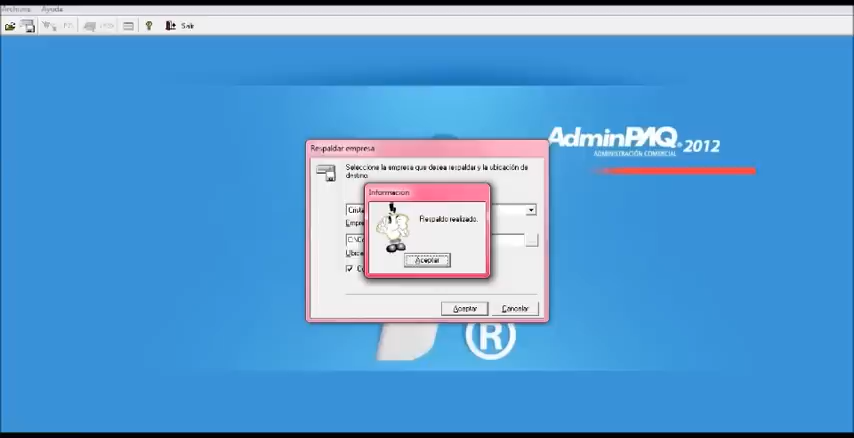 Archivo Ayuda
Salir
AdminPAQ® 2012
ADMINISTRACIÓN COMERCIAL
Respaldar empresa
Seleccione la empresa que desea respaldar y la ubicación de
destino.
Informacion
Respaldo realizado.
Aceptar
Aceptar Cancelar
®